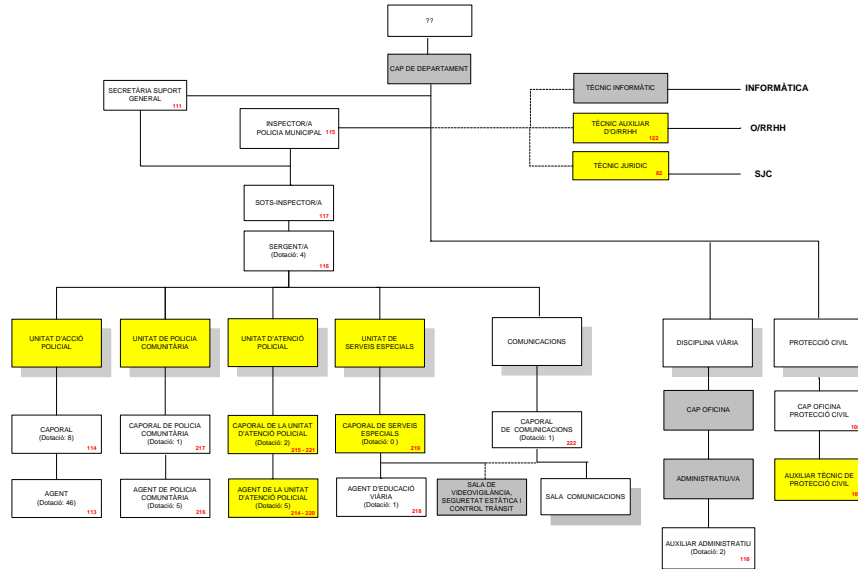 ??
CAP DE DEPARTAMENT
SECRETÀRIA SUPORT
GENERAL
111
INSPECTOR/A
POLICIA MUNICIPAL
115
TÈCNIC INFORMÀTIC
INFORMÀTICA
TÈCNIC AUXILIAR
D'O/RRHH
122
O/RRHH
TÈCNIC JURIDIC
82
SJC
SOTS-INSPECTOR/A
117
SERGENT/A
(Dotació: 4)
116
UNITAT D'ACCIÓ
POLICIAL
UNITAT DE POLICIA
COMUNITÀRIA
UNITAT D'ATENCIÓ
POLICIAL
UNITAT DE
SERVEIS ESPECIALS
COMUNICACIONS
DISCIPLINA VIÀRIA
PROTECCIÓ CIVIL
CAPORAL
(Dotació: 8)
114
CAPORAL DE POLICIA
COMUNITÀRIA
(Dotació: 1)
217
CAPORAL DE LA UNITAT
D'ATENCIÓ POLICIAL
(Dotació: 2)
215 - 221
CAPORAL DE SERVEIS
ESPECIALS
(Dotació: 0 )
219
CAPORAL
DE COMUNICACIONS
(Dotació: 1)
222
CAP OFICINA
CAP OFICINA
PROTECCIÓ CIVIL
AGENT
(Dotació: 46)
113
AGENT DE POLICIA
COMUNITÀRIA
(Dotació: 5)
216
AGENT DE LA UNITAT
D'ATENCIÓ POLICIAL
(Dotació: 5)
214 - 220
AGENT D'EDUCACIÓ
VIÀRIA
(Dotació: 1)
218
SALA DE
VIDEOVIGILÀNCIA,
SEGURETAT ESTÀTICA I
CONTROL TRÀNSIT
SALA COMUNICACIONS
ADMINISTRATIU/VA
AUXILIAR TÈCNIC DE
PROTECCIÓ CIVIL
AUXILIAR ADMINISTRATIU
(Dotació: 2)
110